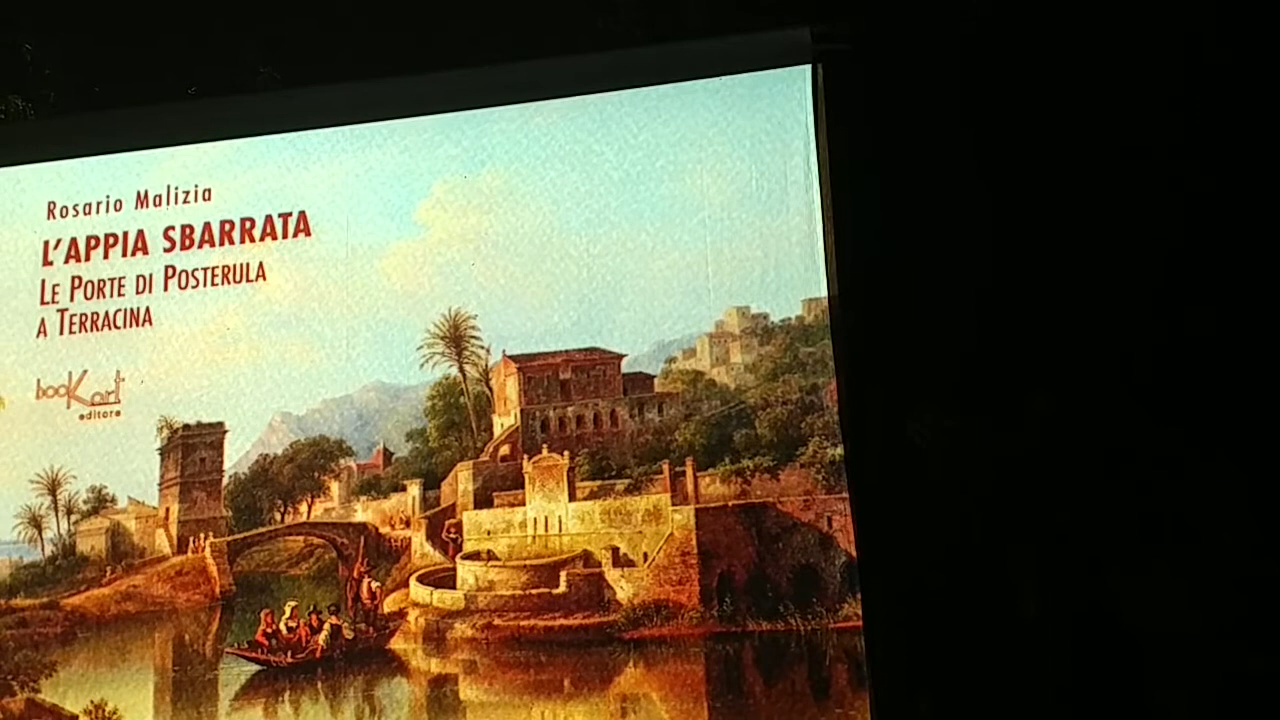 Rosario Malizia
L'APPIA SBARRATA
LE PORTE DI POSTERULA
A TERRACINA
booKart
editore